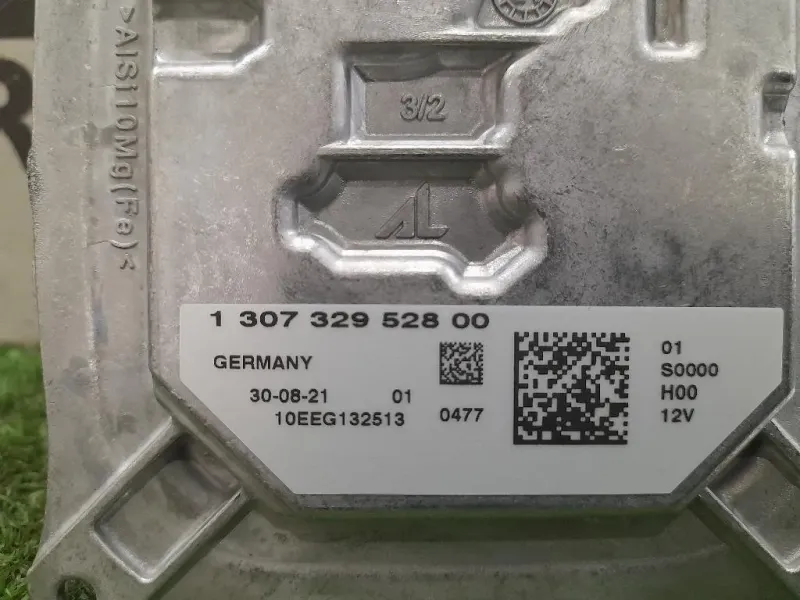 >AlSi10Mg(Fe)<
3/2
AL
1 307 329 528 00
GERMANY
30-08-21 01
10EEG132513 0477
01
S0000
H00
12V
R